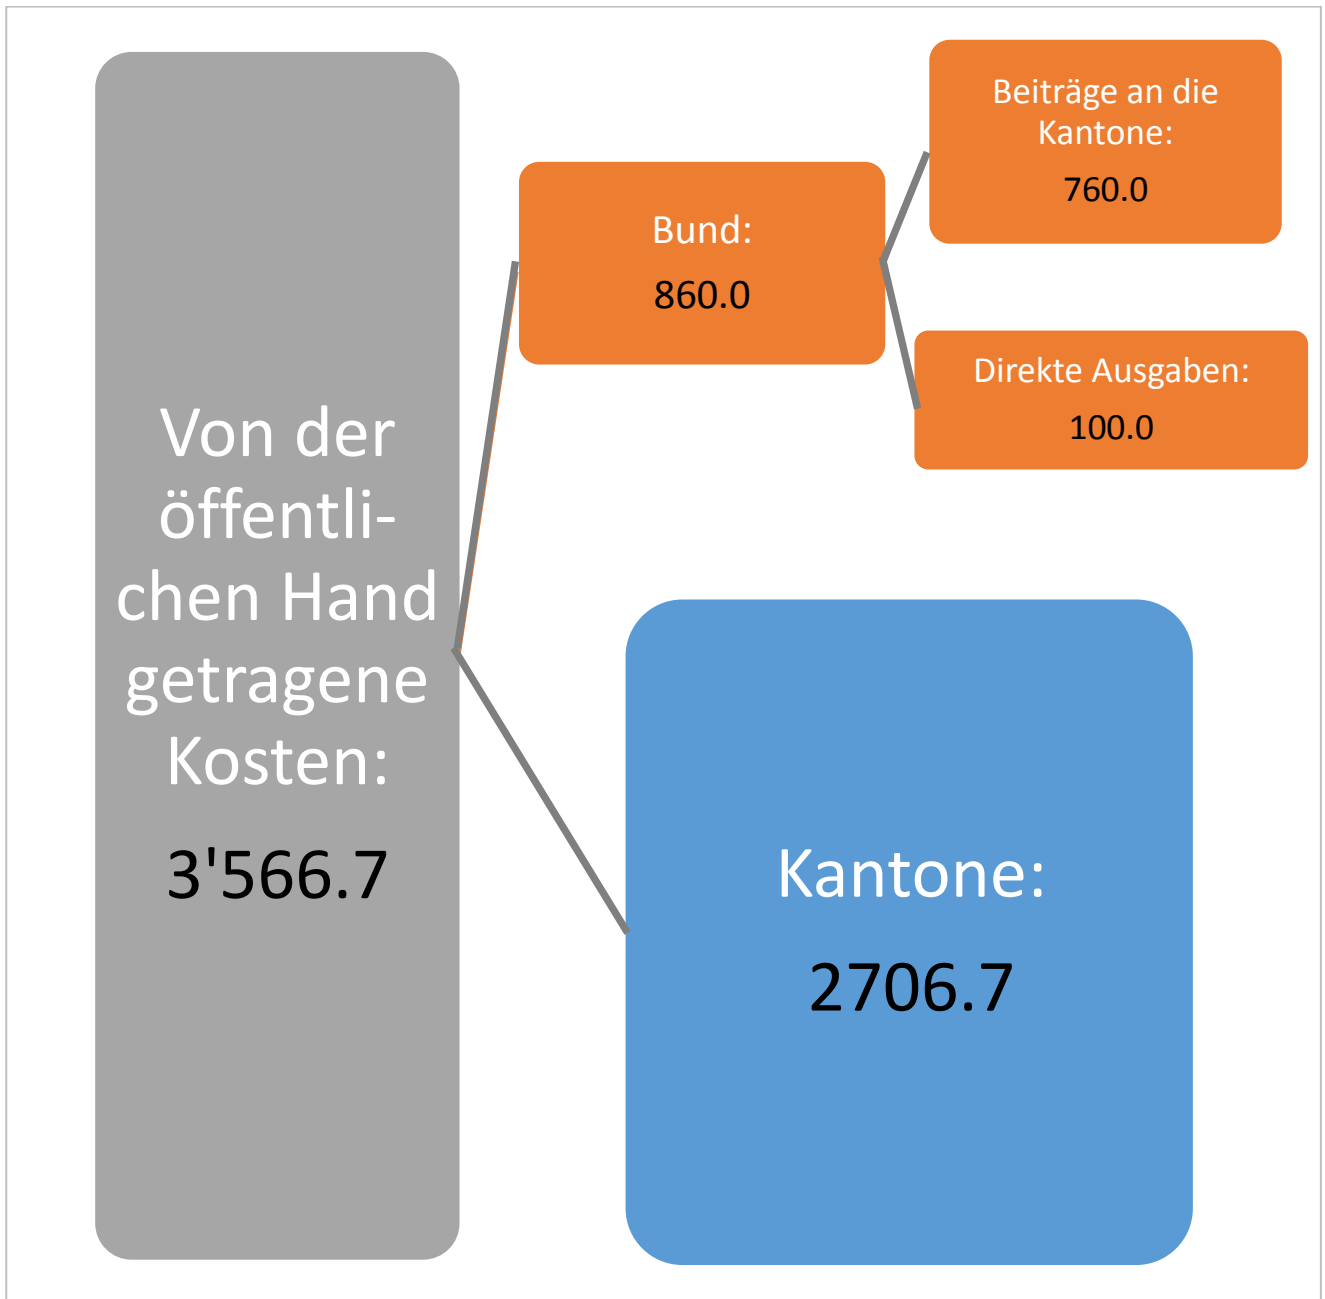 Von der
öffentli-
chen Hand
getragene
Kosten:
3'566.7
Bund:
860.0
Beiträge an die
Kantone:
760.0
Direkte Ausgaben:
100.0
Kantone:
2706.7